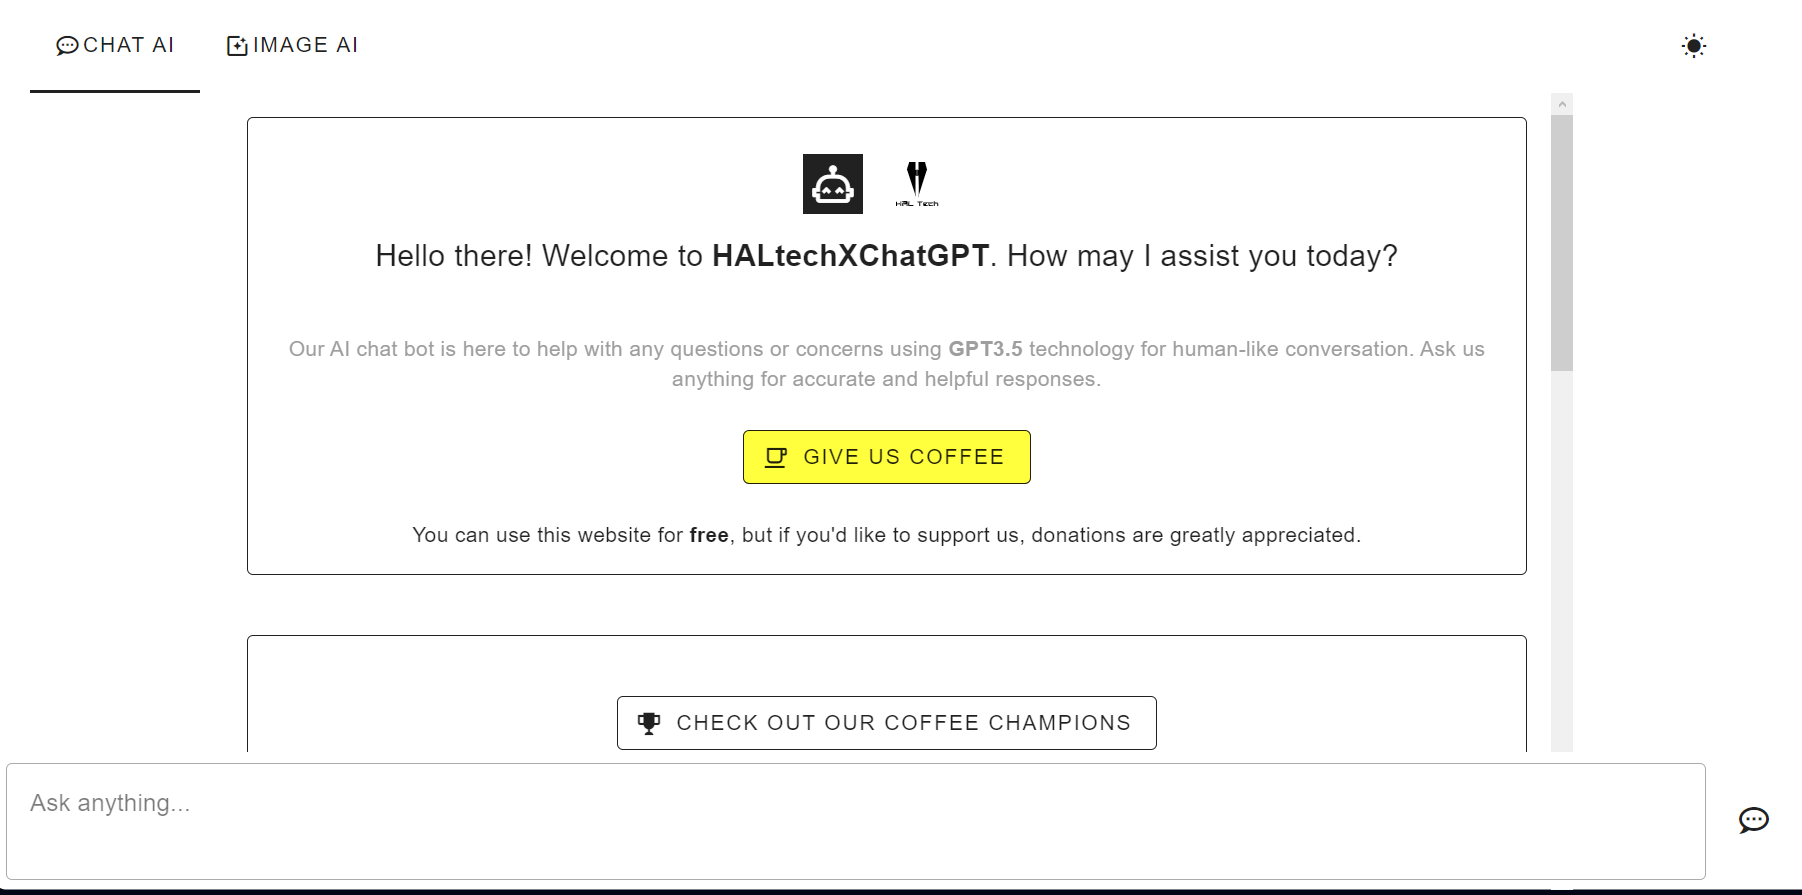 CHAT AI
IMAGE AI
HAL Tech
Hello there! Welcome to HALtechXChatGPT. How may I assist you today?
Our AI chat bot is here to help with any questions or concerns using GPT3.5 technology for human-like conversation. Ask us
anything for accurate and helpful responses.
GIVE US COFFEE
You can use this website for free, but if you'd like to support us, donations are greatly appreciated.
CHECK OUT OUR COFFEE CHAMPIONS
Ask anything...